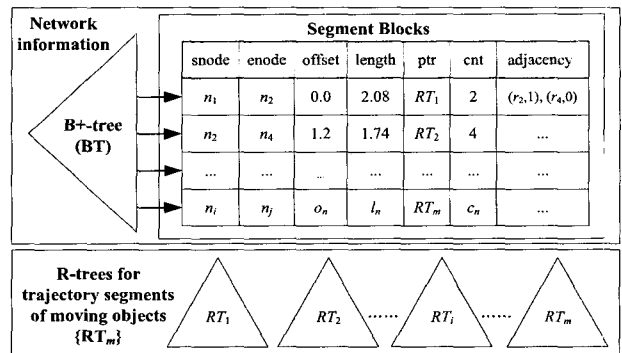 Network
information
Segment Blocks
snode enode offset length ptr cnt adjacency
n1 n2 0.0 2.08 RT1 2 (r2,1), (r4,0)
B+-tree
(BT)
n2 n4 1.2 1.74 RT2 4 ...
... ... ... ... ... ... ...
ni nj on ln RTm cn ...
R-trees for
trajectory segments
of moving objects
{RTm}
RT1 RT2 ...... RTi ...... RTm